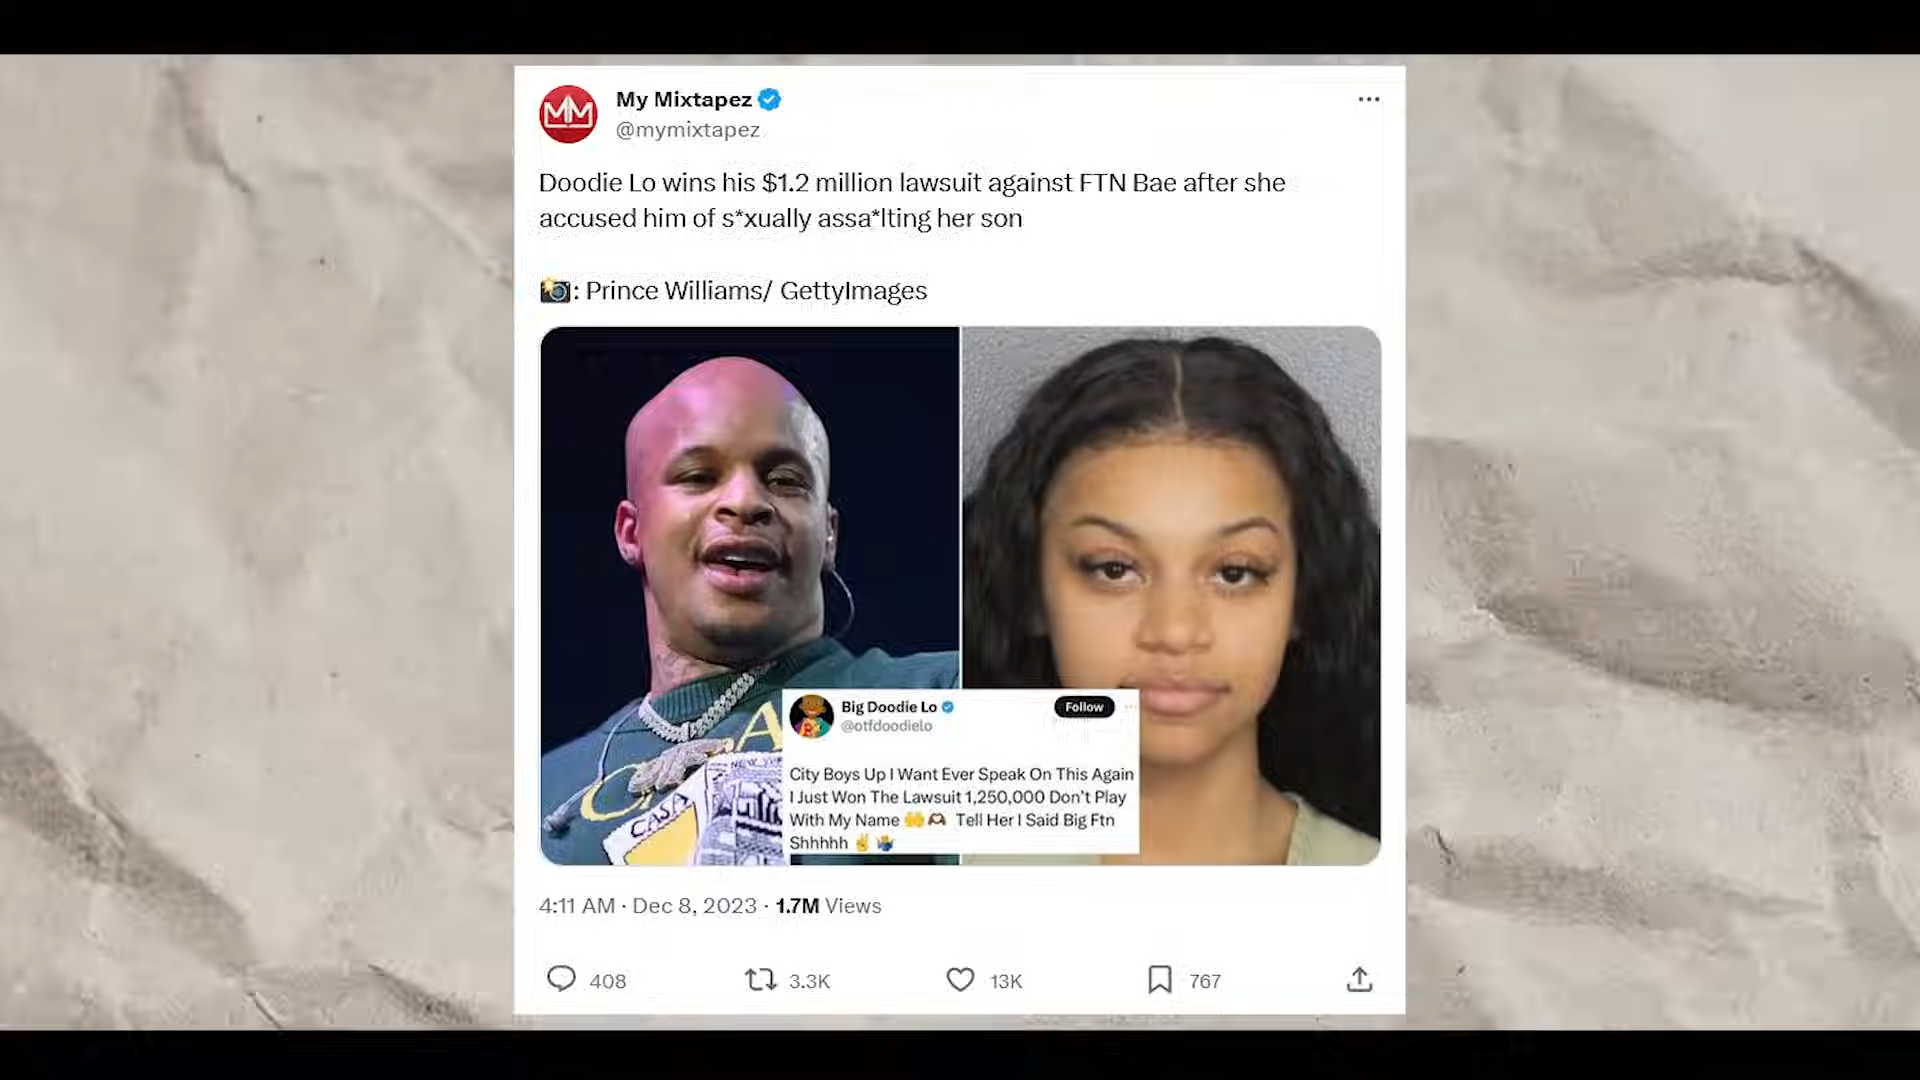 My Mixtapez
@mymixtapez
Doodie Lo wins his $1.2 million lawsuit against FTN Bae after she
accused him of s*xually assa*lting her son
: Prince Williams/ GettyImages
NEW YORK
CASA
Big Doodie Lo
@otfdoodielo
Follow
City Boys Up I Want Ever Speak On This Again
I Just Won The Lawsuit 1,250,000 Don't Play
With My Name Tell Her I Said Big Ftn
Shhhhh
4:11 AM · Dec 8, 2023 · 1.7M Views
408 3.3K 13K 767